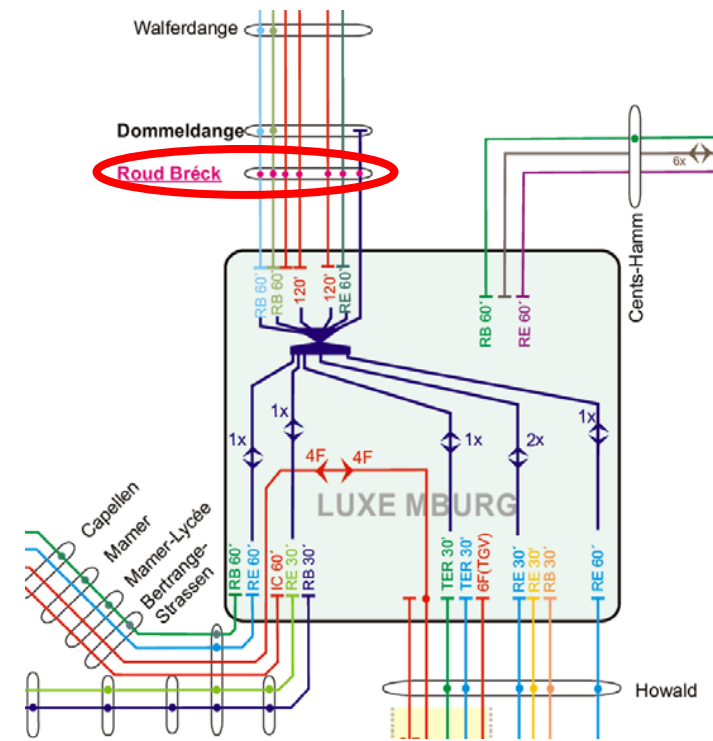 Walferdange
Dommeldange
Roud Bréck
6x
Cents-Hamm
RB 60´
RB 60´
120´
120´
RE 60´
RB 60´
RE 60´
1x
1x
1x
2x
1x
4F
4F
LUXE MBURG
Capellen
Mamer
Mamer-Lycée
Bertrange-
Strassen
RB 60´
RE 60´
IC 60´
RE 30´
RB 30´
TER 30´
TER 30´
6F(TGV)
RE 30´
RE 30´
RB 30´
RE 60´
Howald